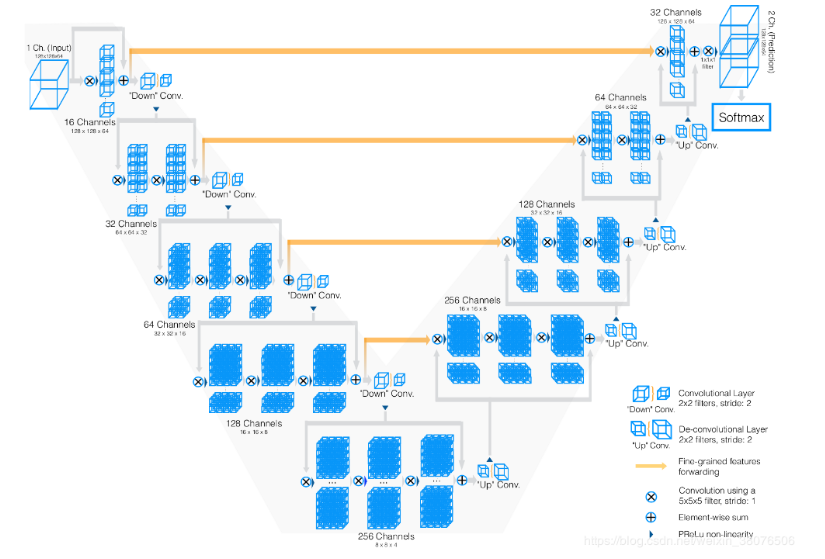 1 Ch. (Input)
128x128x64
"Down" Conv.
16 Channels
128 x 128 x 64
"Down" Conv.
32 Channels
64 x 64 x 32
"Down" Conv.
64 Channels
32 x 32 x 16
"Down" Conv.
128 Channels
16 x 16 x 8
256 Channels
8 x 8 x 4
"Up" Conv.
256 Channels
16 x 16 x 8
"Up" Conv.
128 Channels
32 x 32 x 16
"Up" Conv.
64 Channels
64 x 64 x 32
"Up" Conv.
32 Channels
128 x 128 x 64
1x1x1
filter
2 Ch. (Prediction)
128x128x64
Softmax
"Down" Conv.
Convolutional Layer
2x2 filters, stride: 2
"Up" Conv.
De-convolutional Layer
2x2 filters, stride: 2
Fine-grained features
forwarding
Convolution using a
5x5x5 filter, stride: 1
Element-wise sum
PReLu non-linearity